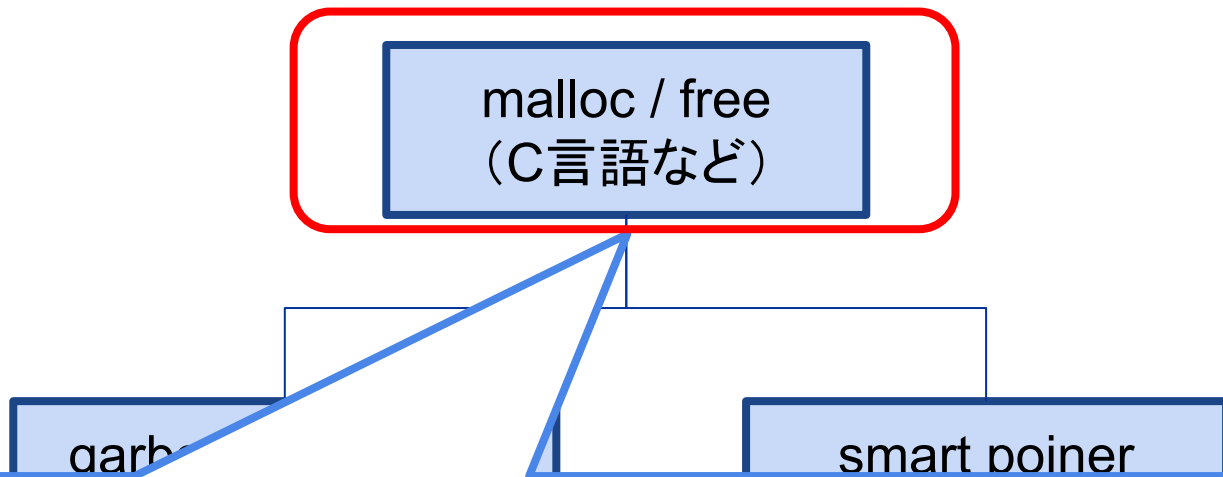 malloc / free
（C言語など）
smart poiner